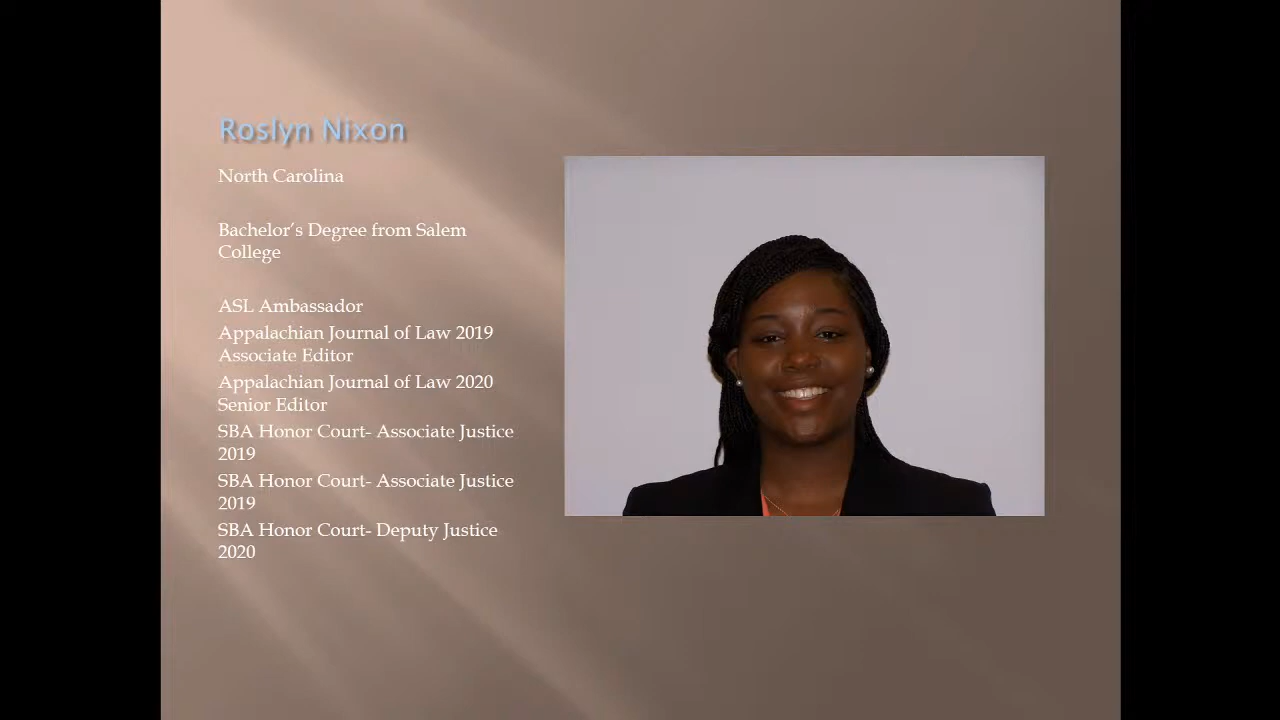 Roslyn Nixon
North Carolina
Bachelor’s Degree from Salem
College
ASL Ambassador
Appalachian Journal of Law 2019
Associate Editor
Appalachian Journal of Law 2020
Senior Editor
SBA Honor Court- Associate Justice
2019
SBA Honor Court- Associate Justice
2019
SBA Honor Court- Deputy Justice
2020